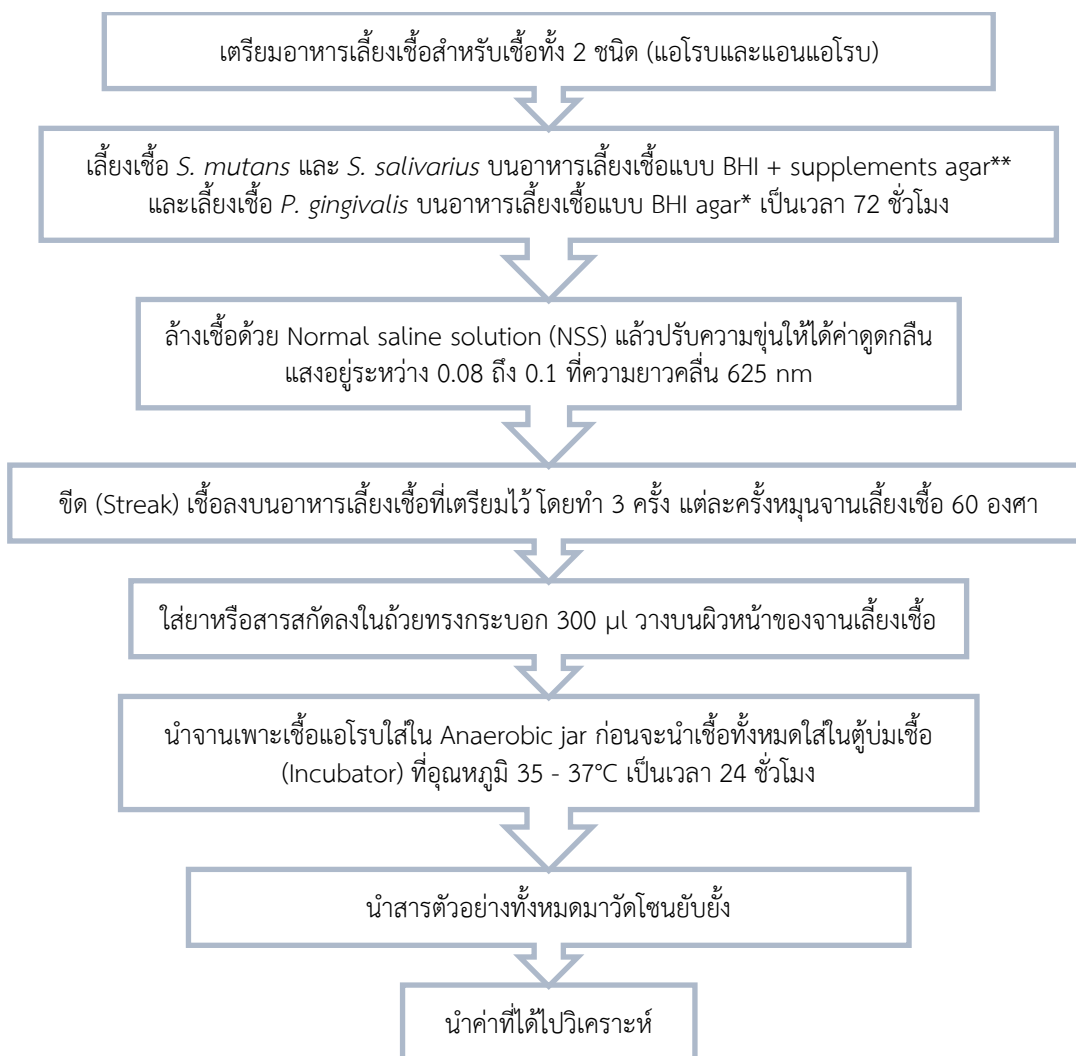 เตรียมอาหารเลี้ยงเชื้อสำหรับเชื้อทั้ง 2 ชนิด (แอโรบและแอนแอโรบ)
เลี้ยงเชื้อ S. mutans และ S. salivarius บนอาหารเลี้ยงเชื้อแบบ BHI + supplements agar**
และเลี้ยงเชื้อ P. gingivalis บนอาหารเลี้ยงเชื้อแบบ BHI agar* เป็นเวลา 72 ชั่วโมง
ล้างเชื้อด้วย Normal saline solution (NSS) แล้วปรับความขุ่นให้ได้ค่าดูดกลืน
แสงอยู่ระหว่าง 0.08 ถึง 0.1 ที่ความยาวคลื่น 625 nm
ขีด (Streak) เชื้อลงบนอาหารเลี้ยงเชื้อที่เตรียมไว้ โดยทำ 3 ครั้ง แต่ละครั้งหมุนจานเลี้ยงเชื้อ 60 องศา
ใส่ยาหรือสารสกัดลงในถ้วยทรงกระบอก 300 µl วางบนผิวหน้าของจานเลี้ยงเชื้อ
นำจานเพาะเชื้อแอโรบใส่ใน Anaerobic jar ก่อนจะนำเชื้อทั้งหมดใส่ในตู้บ่มเชื้อ
(Incubator) ที่อุณหภูมิ 35 - 37°C เป็นเวลา 24 ชั่วโมง
นำสารตัวอย่างทั้งหมดมาวัดโซนยับยั้ง
นำค่าที่ได้ไปวิเคราะห์